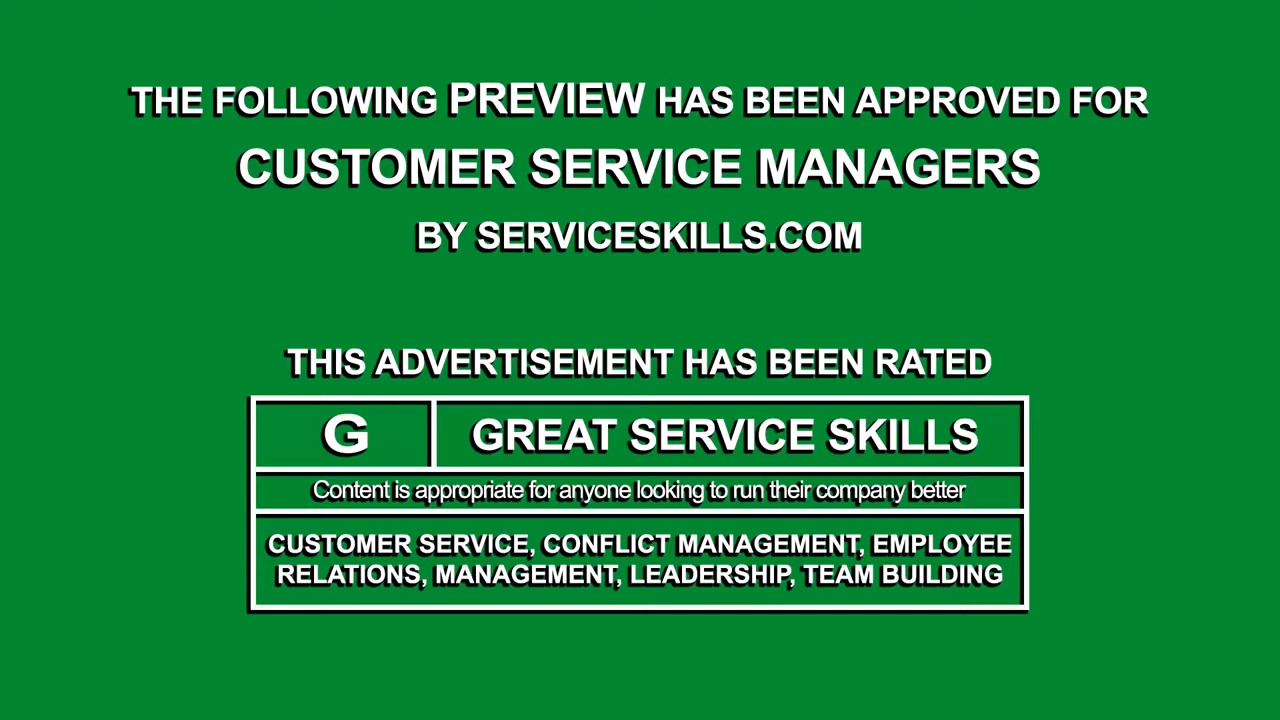 THE FOLLOWING PREVIEW HAS BEEN APPROVED FOR
CUSTOMER SERVICE MANAGERS
BY SERVICESKILLS.COM
THIS ADVERTISEMENT HAS BEEN RATED
G
GREAT SERVICE SKILLS
Content is appropriate for anyone looking to run their company better
CUSTOMER SERVICE, CONFLICT MANAGEMENT, EMPLOYEE
RELATIONS, MANAGEMENT, LEADERSHIP, TEAM BUILDING